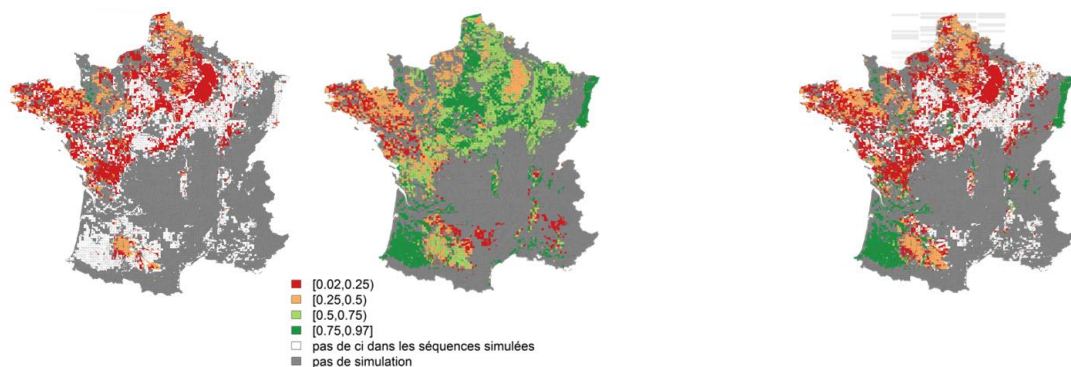 [0.02,0.25)
[0.25,0.5)
[0.5,0.75)
[0.75,0.97]
pas de ci dans les séquences simulées
pas de simulation